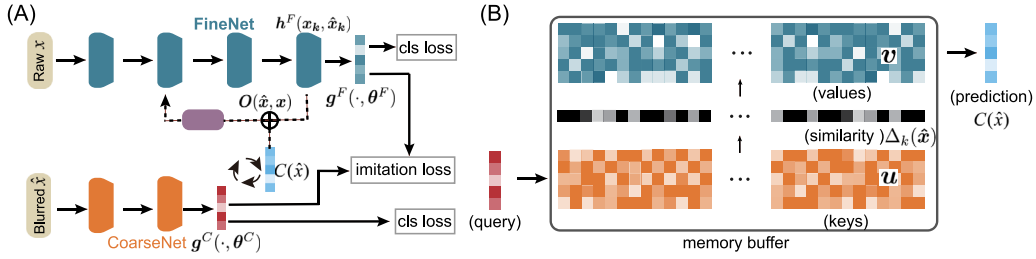 (A)
FineNet
h^F(x_k, x̂_k)
Raw x
cls loss
g^F(·, θ^F)
O(x̂, x)
C(x̂)
imitation loss
Blurred x̂
cls loss
CoarseNet g^C(·, θ^C)
(B)
v
(values)
(prediction)
C(x̂)
(similarity )Δ_k(x̂)
u
(query)
(keys)
memory buffer